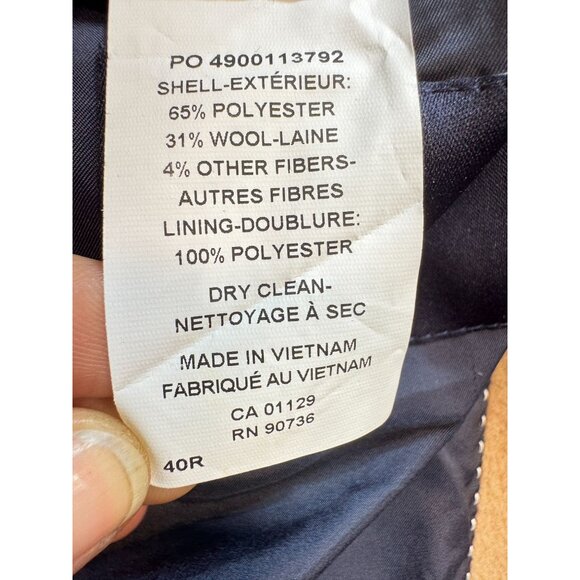 PO 4900113792
SHELL-EXTÉRIEUR:
65% POLYESTER
31% WOOL-LAINE
4% OTHER FIBERS-
AUTRES FIBRES
LINING-DOUBLURE:
100% POLYESTER
DRY CLEAN-
NETTOYAGE À SEC
MADE IN VIETNAM
FABRIQUÉ AU VIETNAM
CA 01129
RN 90736
40R